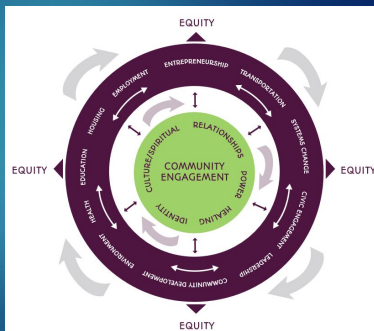 EQUITY
ENTREPRENEURSHIP
TRANSPORTATION
SYSTEMS CHANGE
CIVIC ENGAGEMENT
LEADERSHIP
COMMUNITY DEVELOPMENT
ENVIRONMENT
HEALTH
EDUCATION
HOUSING
EMPLOYMENT
EQUITY
EQUITY
CULTURE/SPIRITUAL
RELATIONSHIPS
POWER
HEALING
IDENTITY
COMMUNITY
ENGAGEMENT
EQUITY